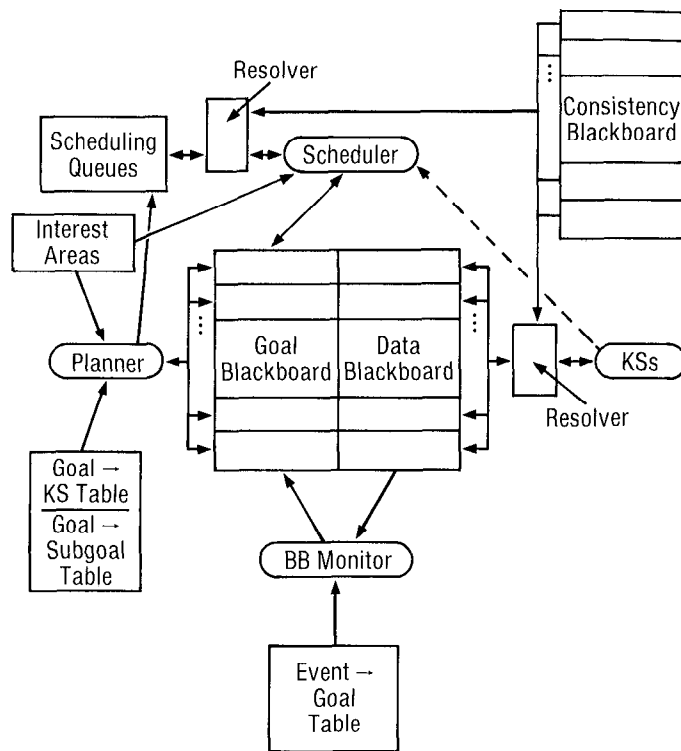 Resolver
Consistency
Blackboard
Scheduling
Queues
Scheduler
Interest
Areas
Planner
Goal
Blackboard
Data
Blackboard
KSs
Resolver
Goal →
KS Table
Goal →
Subgoal
Table
BB Monitor
Event →
Goal
Table